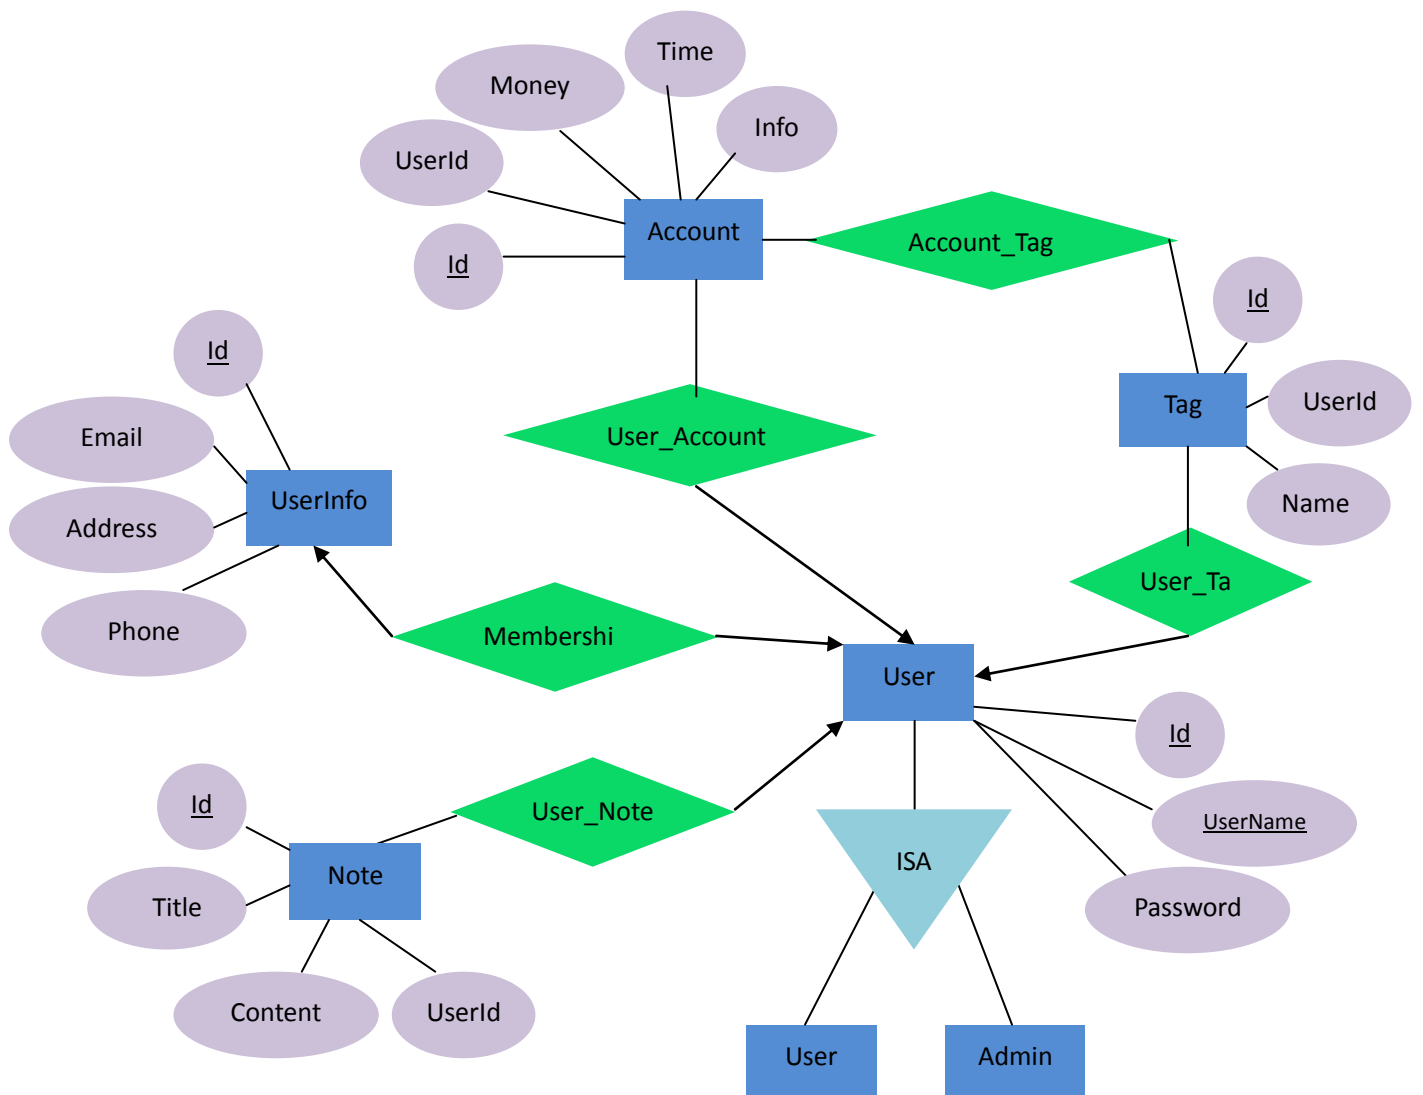 Time
Money
Info
UserId
Account
Account_Tag
Id
Id
Id
UserId
Tag
Email
User_Account
UserInfo
Name
Address
User_Ta
Phone
Membershi
User
Id
Id
User_Note
UserName
ISA
Note
Title
Password
Content
UserId
User
Admin